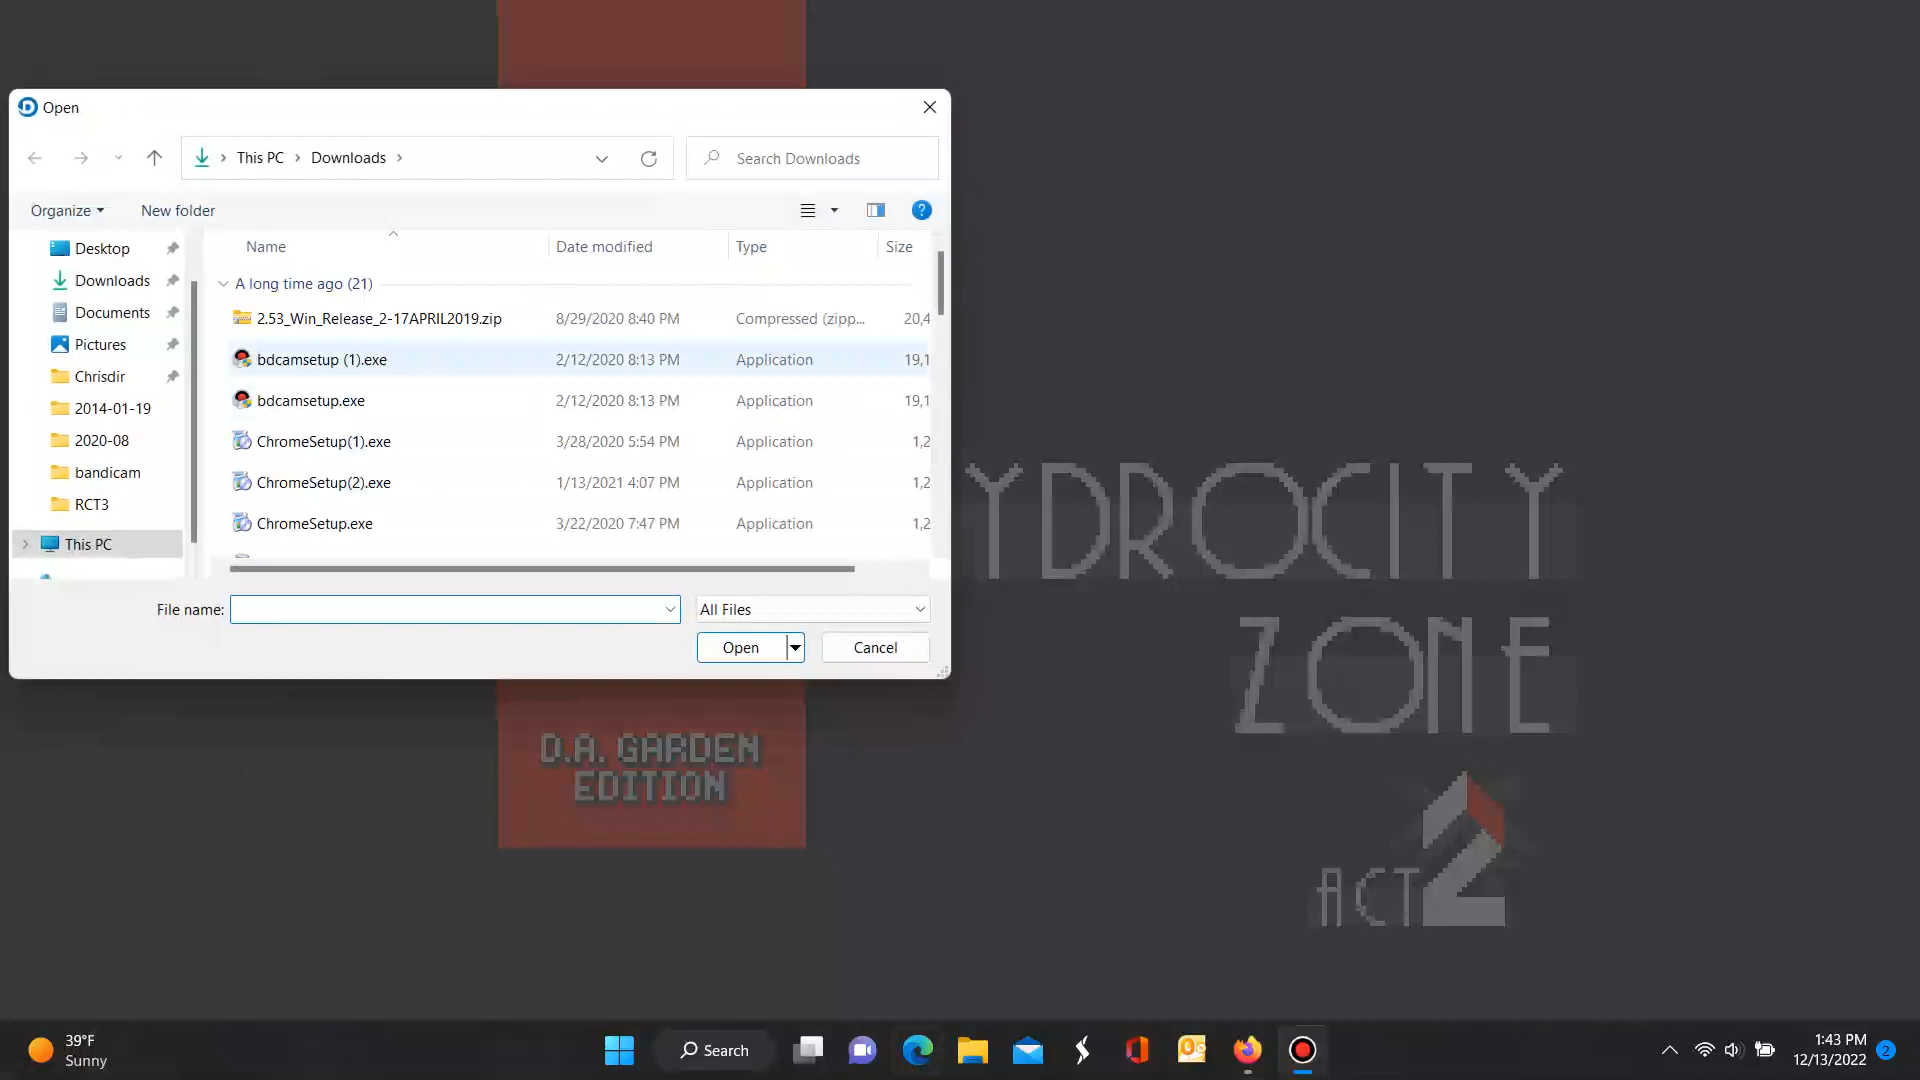 Open
This PC
Downloads
Search Downloads
Organize
New folder
Desktop
Downloads
Documents
Pictures
Chrisdir
2014-01-19
2020-08
bandicam
RCT3
This PC
Name Date modified Type Size
A long time ago (21)
2.53_Win_Release_2-17APRIL2019.zip 8/29/2020 8:40 PM Compressed (zipp... 20,4
bdcamsetup (1).exe 2/12/2020 8:13 PM Application 19,1
bdcamsetup.exe 2/12/2020 8:13 PM Application 19,1
ChromeSetup(1).exe 3/28/2020 5:54 PM Application 1,2
ChromeSetup(2).exe 1/13/2021 4:07 PM Application 1,2
ChromeSetup.exe 3/22/2020 7:47 PM Application 1,2
File name:
All Files
Open
Cancel
YDROCITY
ZONE
ACT 2
D.A. GARDEN
EDITION
39°F
Sunny
Search
1:43 PM
12/13/2022
2